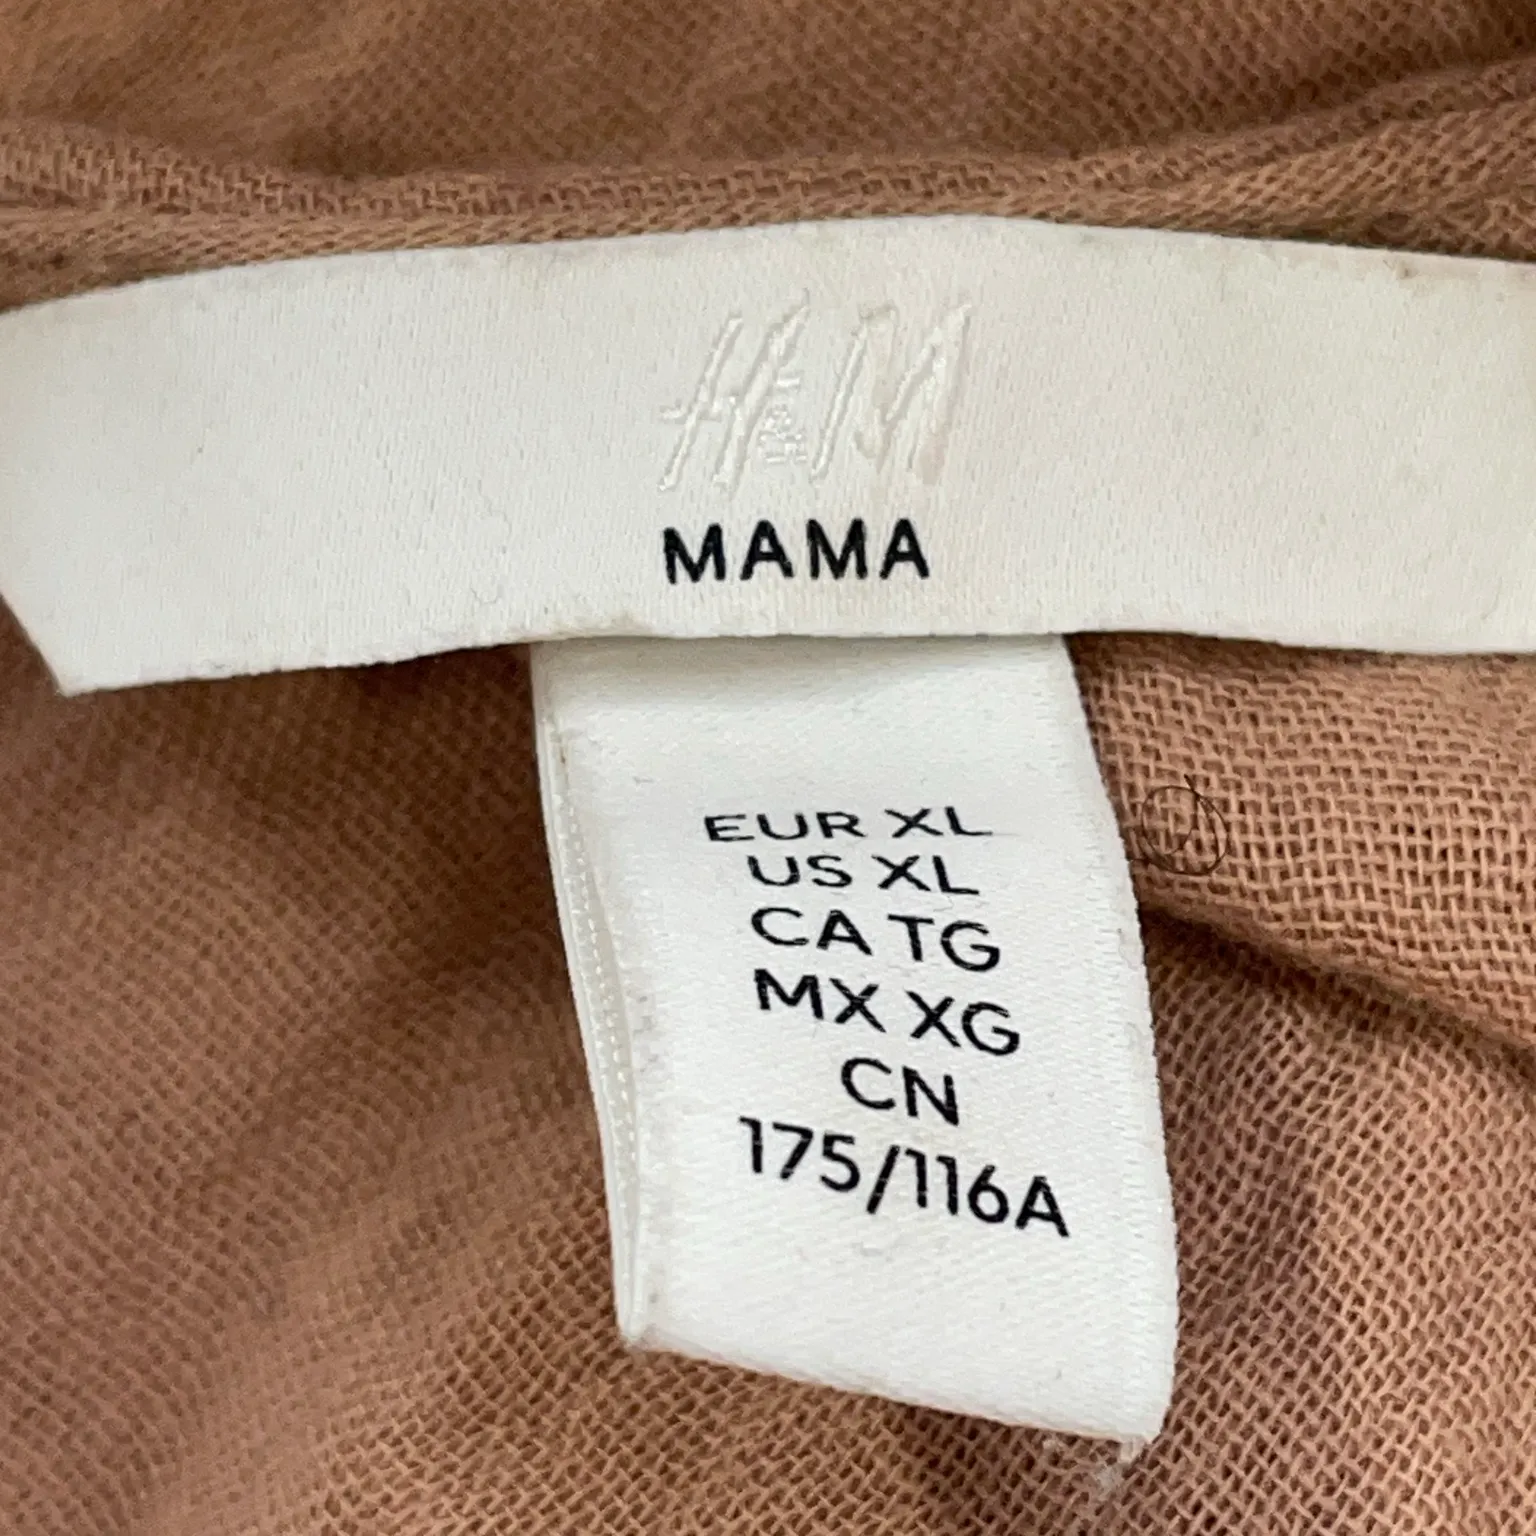 H&M
MAMA
EUR XL
US XL
CA TG
MX XG
CN
175/116A